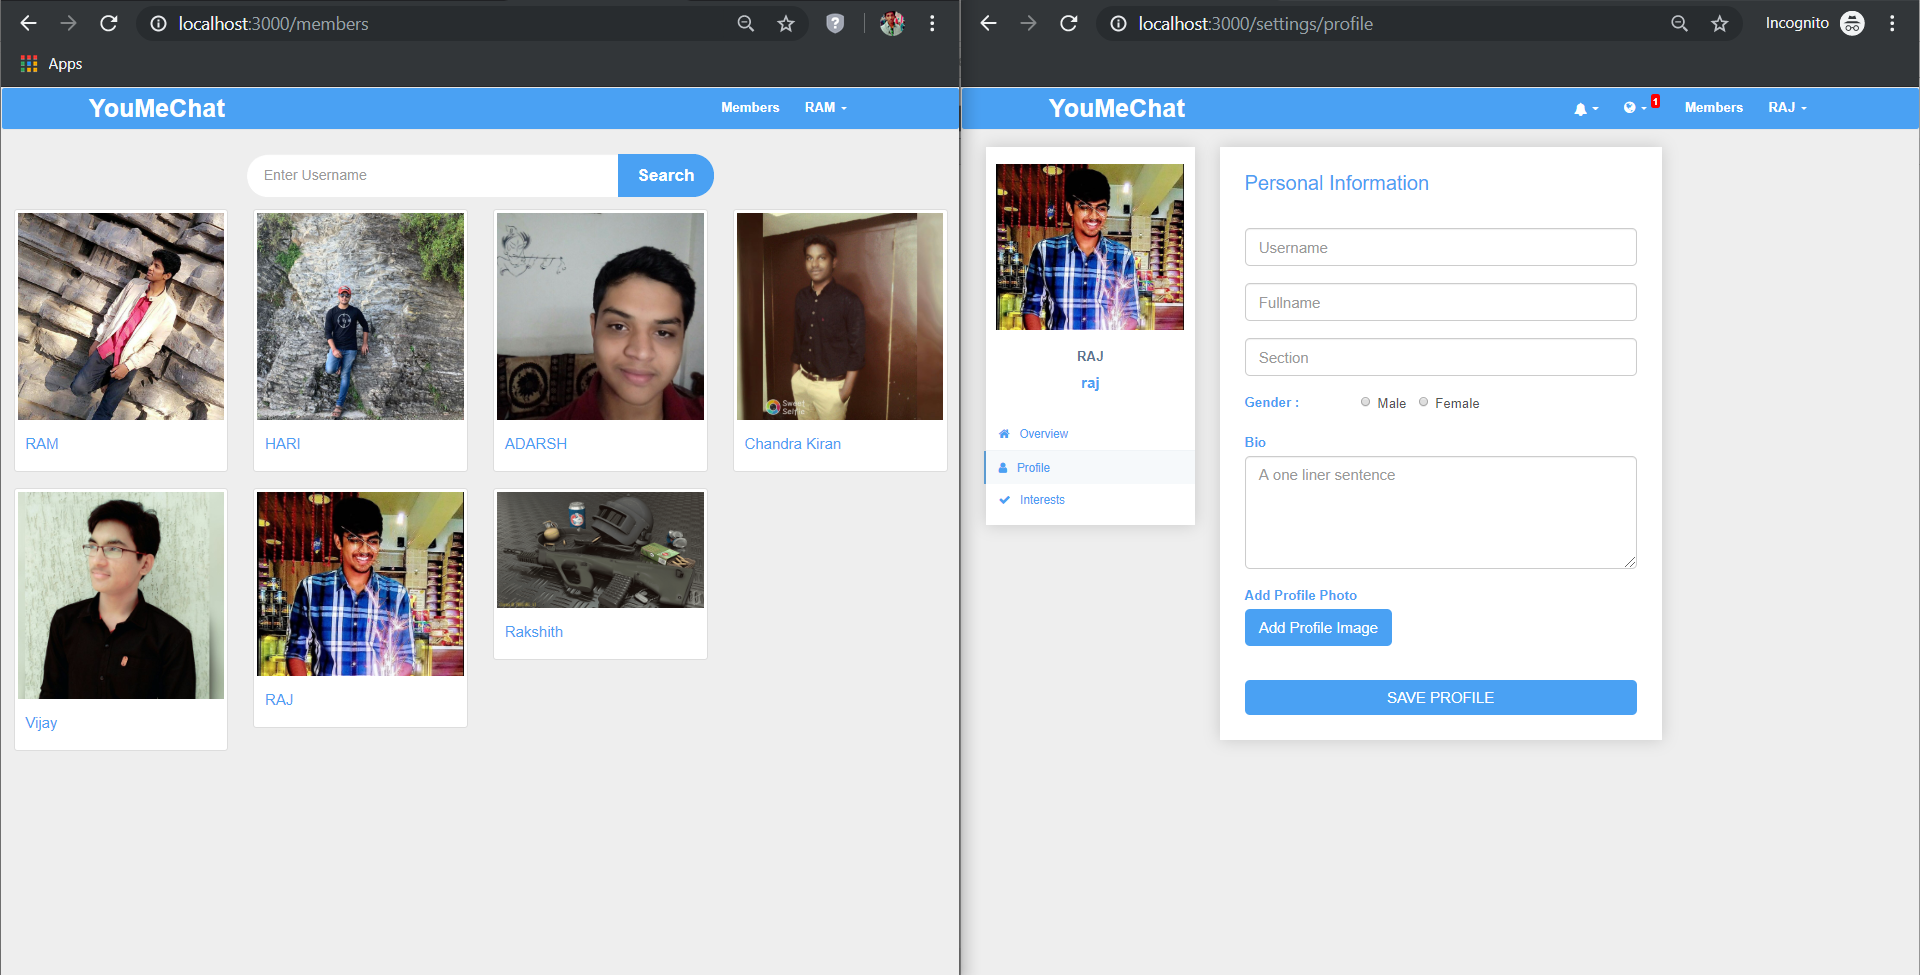 localhost:3000/members
Apps
YouMeChat
Members
RAM
Enter Username
Search
Sweet
Selfie
RAM
HARI
ADARSH
Chandra Kiran
Vijay
RAJ
Rakshith
localhost:3000/settings/profile
Incognito
YouMeChat
1
Members
RAJ
RAJ
raj
Overview
Profile
Interests
Personal Information
Username
Fullname
Section
Gender :
Male
Female
Bio
A one liner sentence
Add Profile Photo
Add Profile Image
SAVE PROFILE